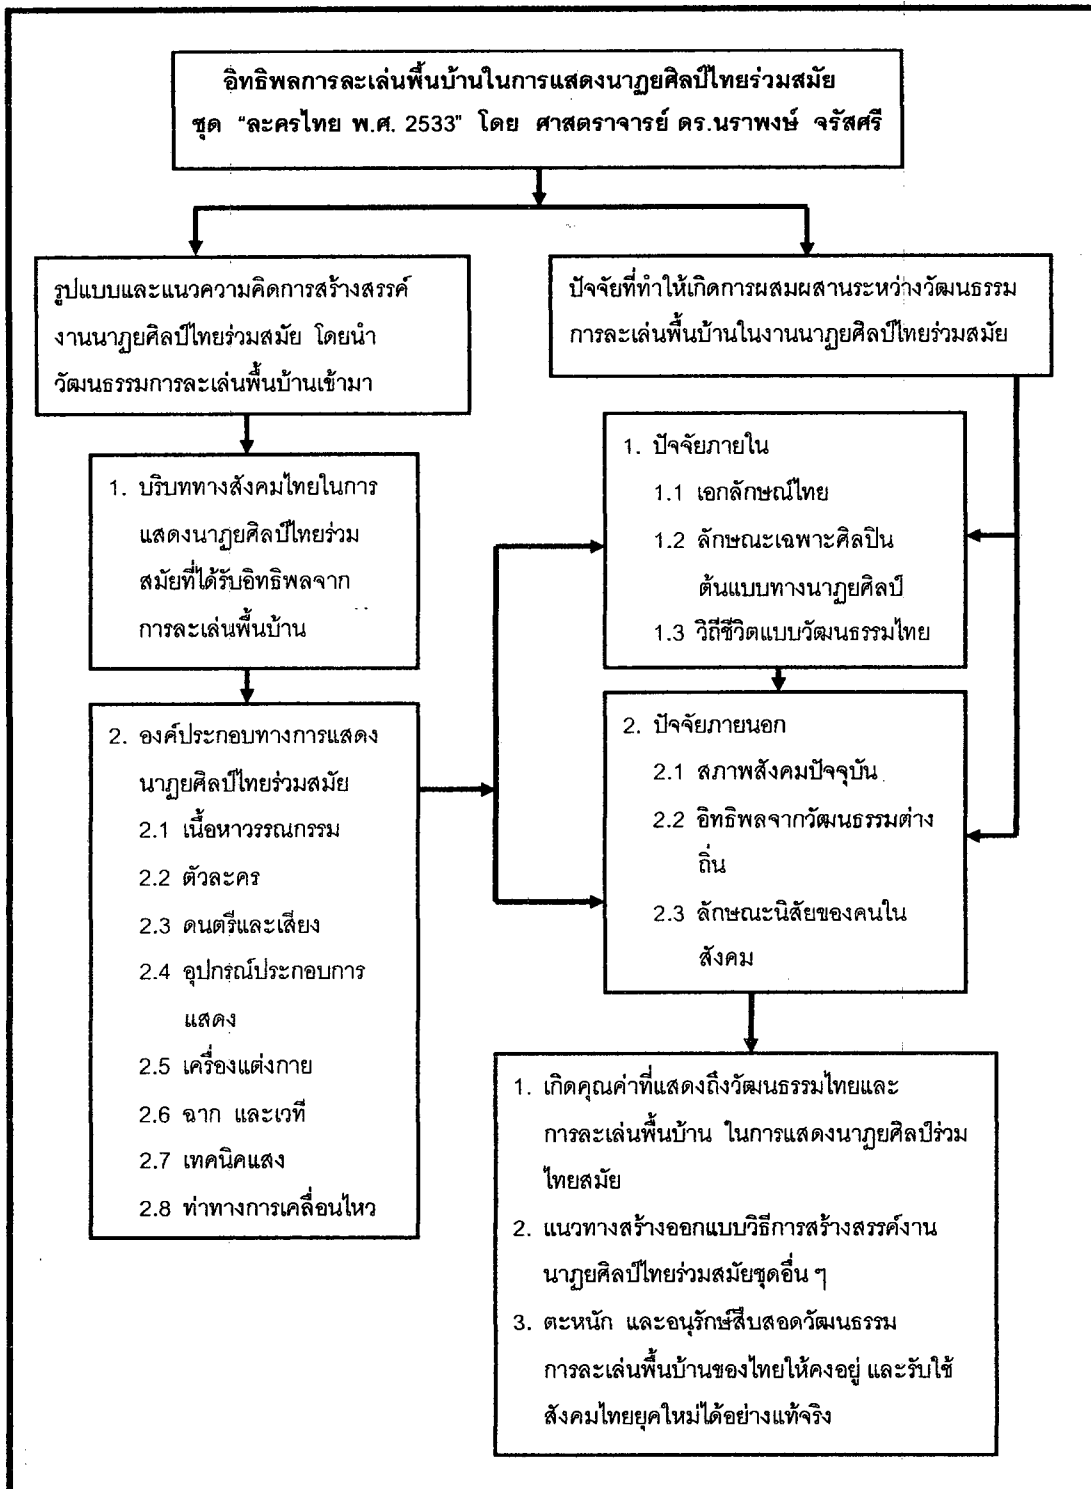 อิทธิพลการละเล่นพื้นบ้านในการแสดงนาฏยศิลป์ไทยร่วมสมัย
ชุด "ละครไทย พ.ศ. 2533" โดย ศาสตราจารย์ ดร.นราพงษ์ จรัสศรี
รูปแบบและแนวความคิดการสร้างสรรค์
งานนาฏยศิลป์ไทยร่วมสมัย โดยนำ
วัฒนธรรมการละเล่นพื้นบ้านเข้ามา
1. บริบททางสังคมไทยในการ
แสดงนาฏยศิลป์ไทยร่วม
สมัยที่ได้รับอิทธิพลจาก
การละเล่นพื้นบ้าน
2. องค์ประกอบทางการแสดง
นาฏยศิลป์ไทยร่วมสมัย
2.1 เนื้อหาวรรณกรรม
2.2 ตัวละคร
2.3 ดนตรีและเสียง
2.4 อุปกรณ์ประกอบการ
แสดง
2.5 เครื่องแต่งกาย
2.6 ฉาก และเวที
2.7 เทคนิคแสง
2.8 ท่าทางการเคลื่อนไหว
ปัจจัยที่ทำให้เกิดการผสมผสานระหว่างวัฒนธรรม
การละเล่นพื้นบ้านในงานนาฏยศิลป์ไทยร่วมสมัย
1. ปัจจัยภายใน
1.1 เอกลักษณ์ไทย
1.2 ลักษณะเฉพาะศิลปิน
ต้นแบบทางนาฏยศิลป์
1.3 วิถีชีวิตแบบวัฒนธรรมไทย
2. ปัจจัยภายนอก
2.1 สภาพสังคมปัจจุบัน
2.2 อิทธิพลจากวัฒนธรรมต่าง
ถิ่น
2.3 ลักษณะนิสัยของคนใน
สังคม
1. เกิดคุณค่าที่แสดงถึงวัฒนธรรมไทยและ
การละเล่นพื้นบ้าน ในการแสดงนาฏยศิลป์ร่วม
ไทยสมัย
2. แนวทางสร้างออกแบบวิธีการสร้างสรรค์งาน
นาฏยศิลป์ไทยร่วมสมัยชุดอื่น ๆ
3. ตะหนัก และอนุรักษ์สืบสอดวัฒนธรรม
การละเล่นพื้นบ้านของไทยให้คงอยู่ และรับใช้
สังคมไทยยุคใหม่ได้อย่างแท้จริง